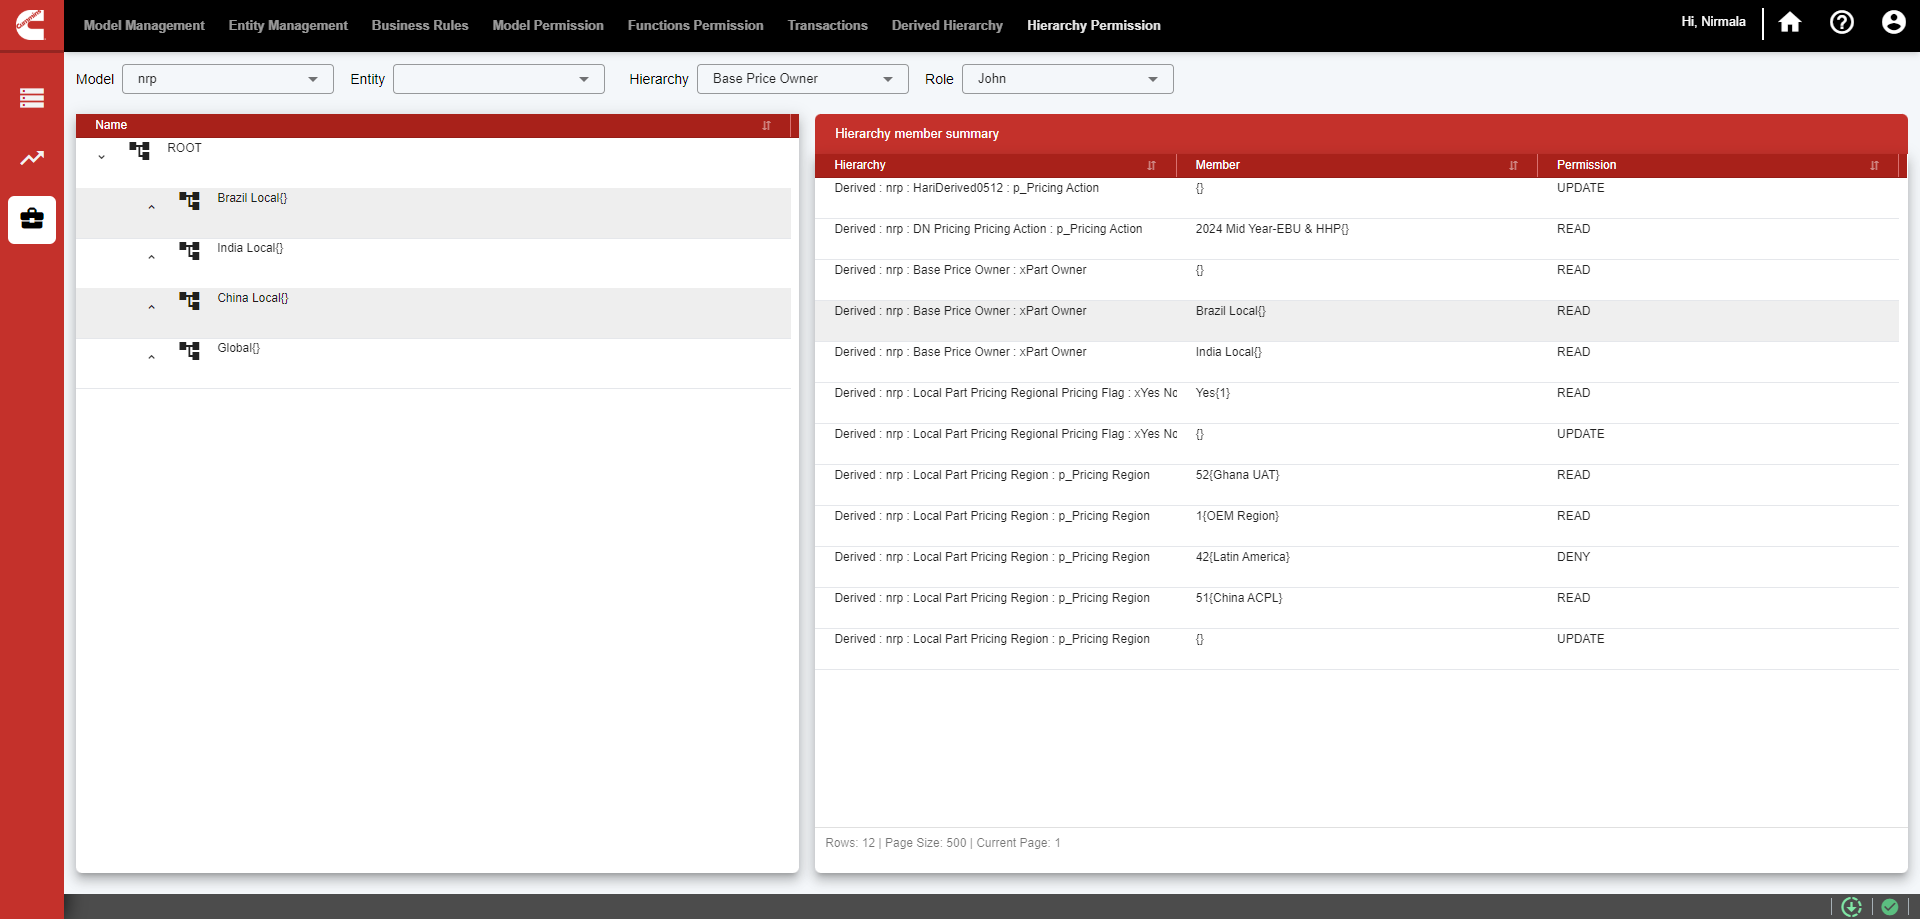 Cummins
Model Management Entity Management Business Rules Model Permission Functions Permission Transactions Derived Hierarchy Hierarchy Permission Hi, Nirmala
Model nrp Entity Hierarchy Base Price Owner Role John
Name
ROOT
Brazil Local{}
India Local{}
China Local{}
Global{}
Hierarchy member summary
Hierarchy Member Permission
Derived : nrp : HariDerived0512 : p_Pricing Action {} UPDATE
Derived : nrp : DN Pricing Pricing Action : p_Pricing Action 2024 Mid Year-EBU & HHP{} READ
Derived : nrp : Base Price Owner : xPart Owner {} READ
Derived : nrp : Base Price Owner : xPart Owner Brazil Local{} READ
Derived : nrp : Base Price Owner : xPart Owner India Local{} READ
Derived : nrp : Local Part Pricing Regional Pricing Flag : xYes No Yes{1} READ
Derived : nrp : Local Part Pricing Regional Pricing Flag : xYes No {} UPDATE
Derived : nrp : Local Part Pricing Region : p_Pricing Region 52{Ghana UAT} READ
Derived : nrp : Local Part Pricing Region : p_Pricing Region 1{OEM Region} READ
Derived : nrp : Local Part Pricing Region : p_Pricing Region 42{Latin America} DENY
Derived : nrp : Local Part Pricing Region : p_Pricing Region 51{China ACPL} READ
Derived : nrp : Local Part Pricing Region : p_Pricing Region {} UPDATE
Rows: 12 | Page Size: 500 | Current Page: 1